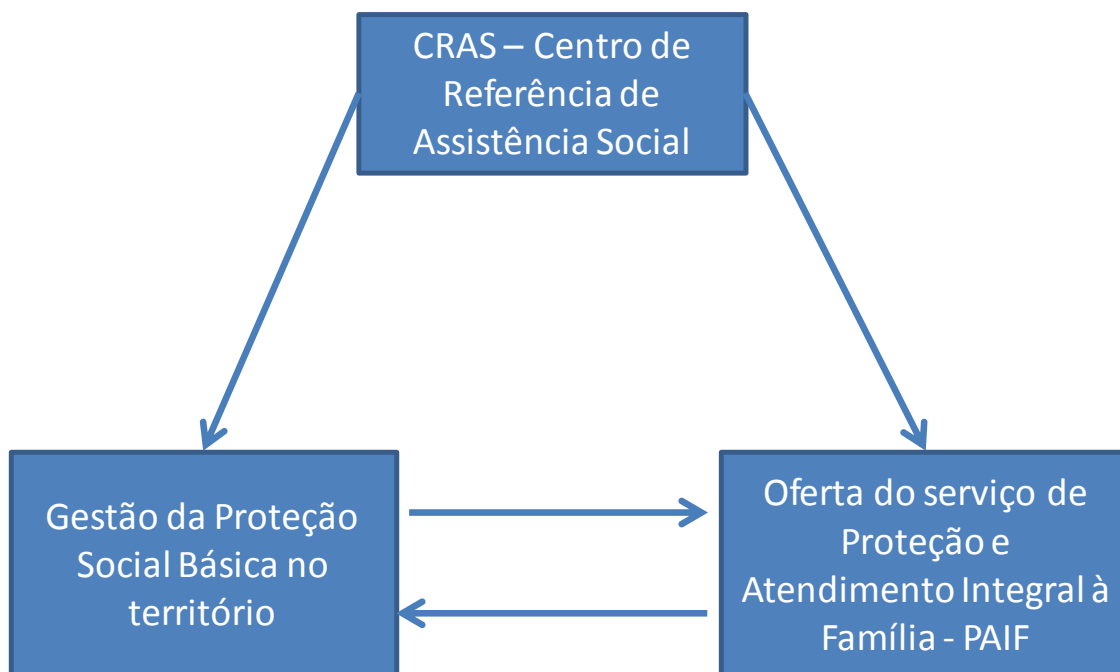 CRAS – Centro de
Referência de
Assistência Social
Gestão da Proteção
Social Básica no
território
Oferta do serviço de
Proteção e
Atendimento Integral à
Família - PAIF